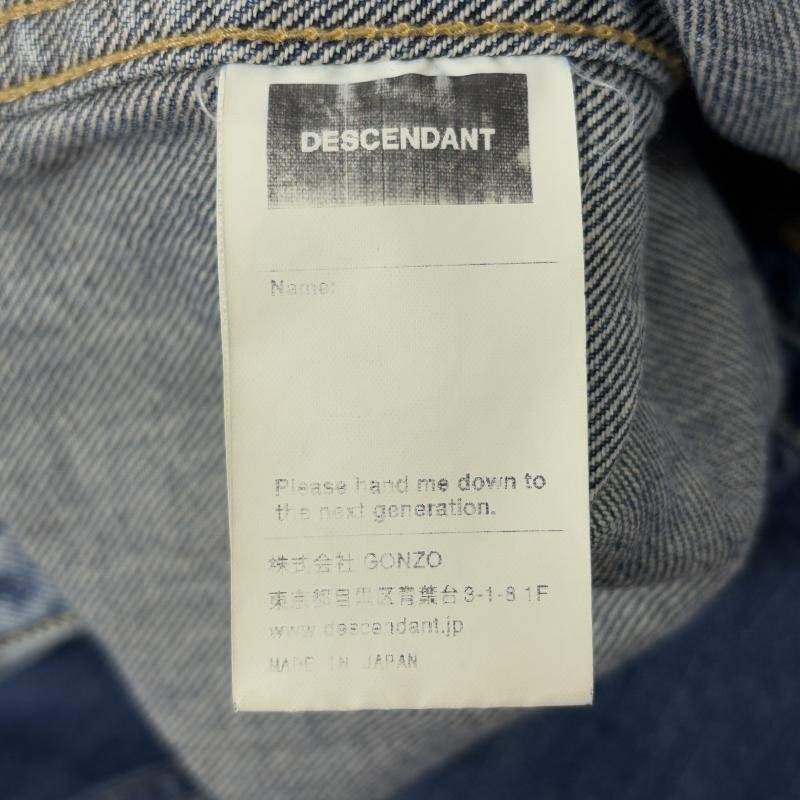 DESCENDANT
Name:
Please hand me down to
the next generation.
株式会社 GONZO
東京都目黒区青葉台3-1-8 1F
www.descendant.jp
MADE IN JAPAN